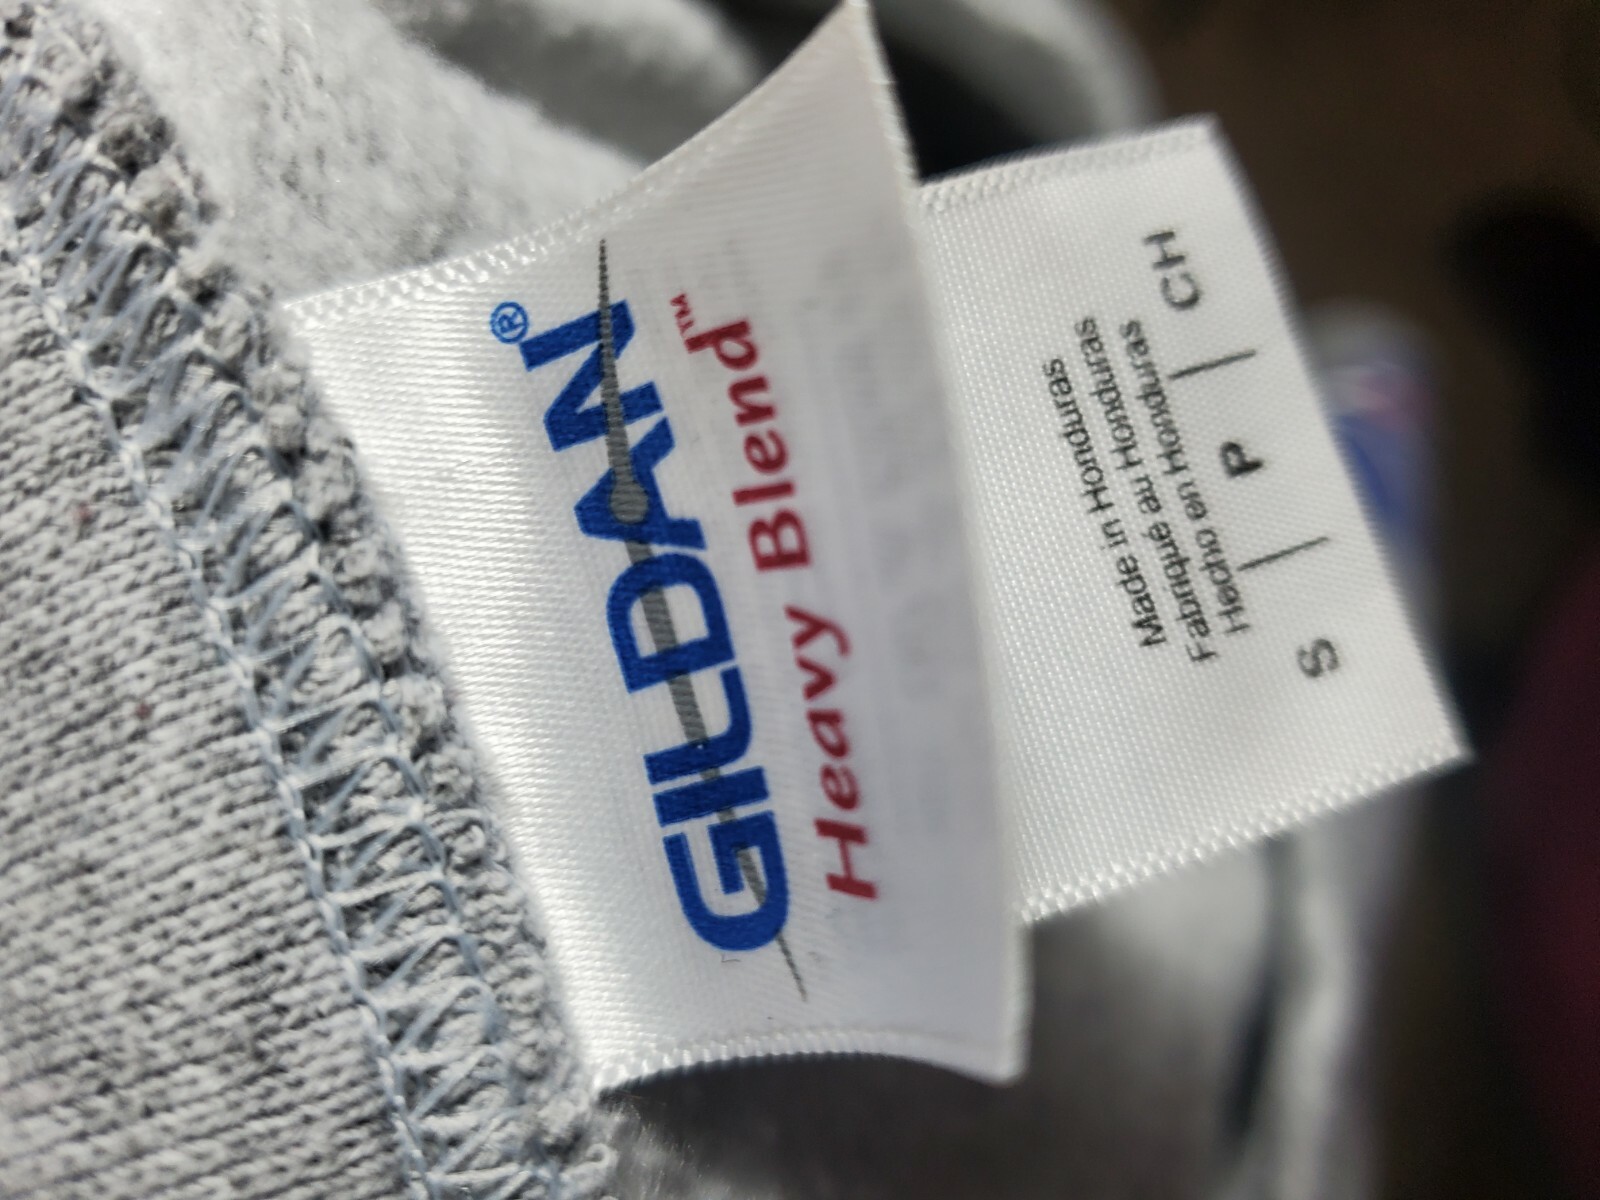 GILDAN®
Heavy Blend™
Made in Honduras
Fabriqué au Honduras
Hecho en Honduras
S | P | CH